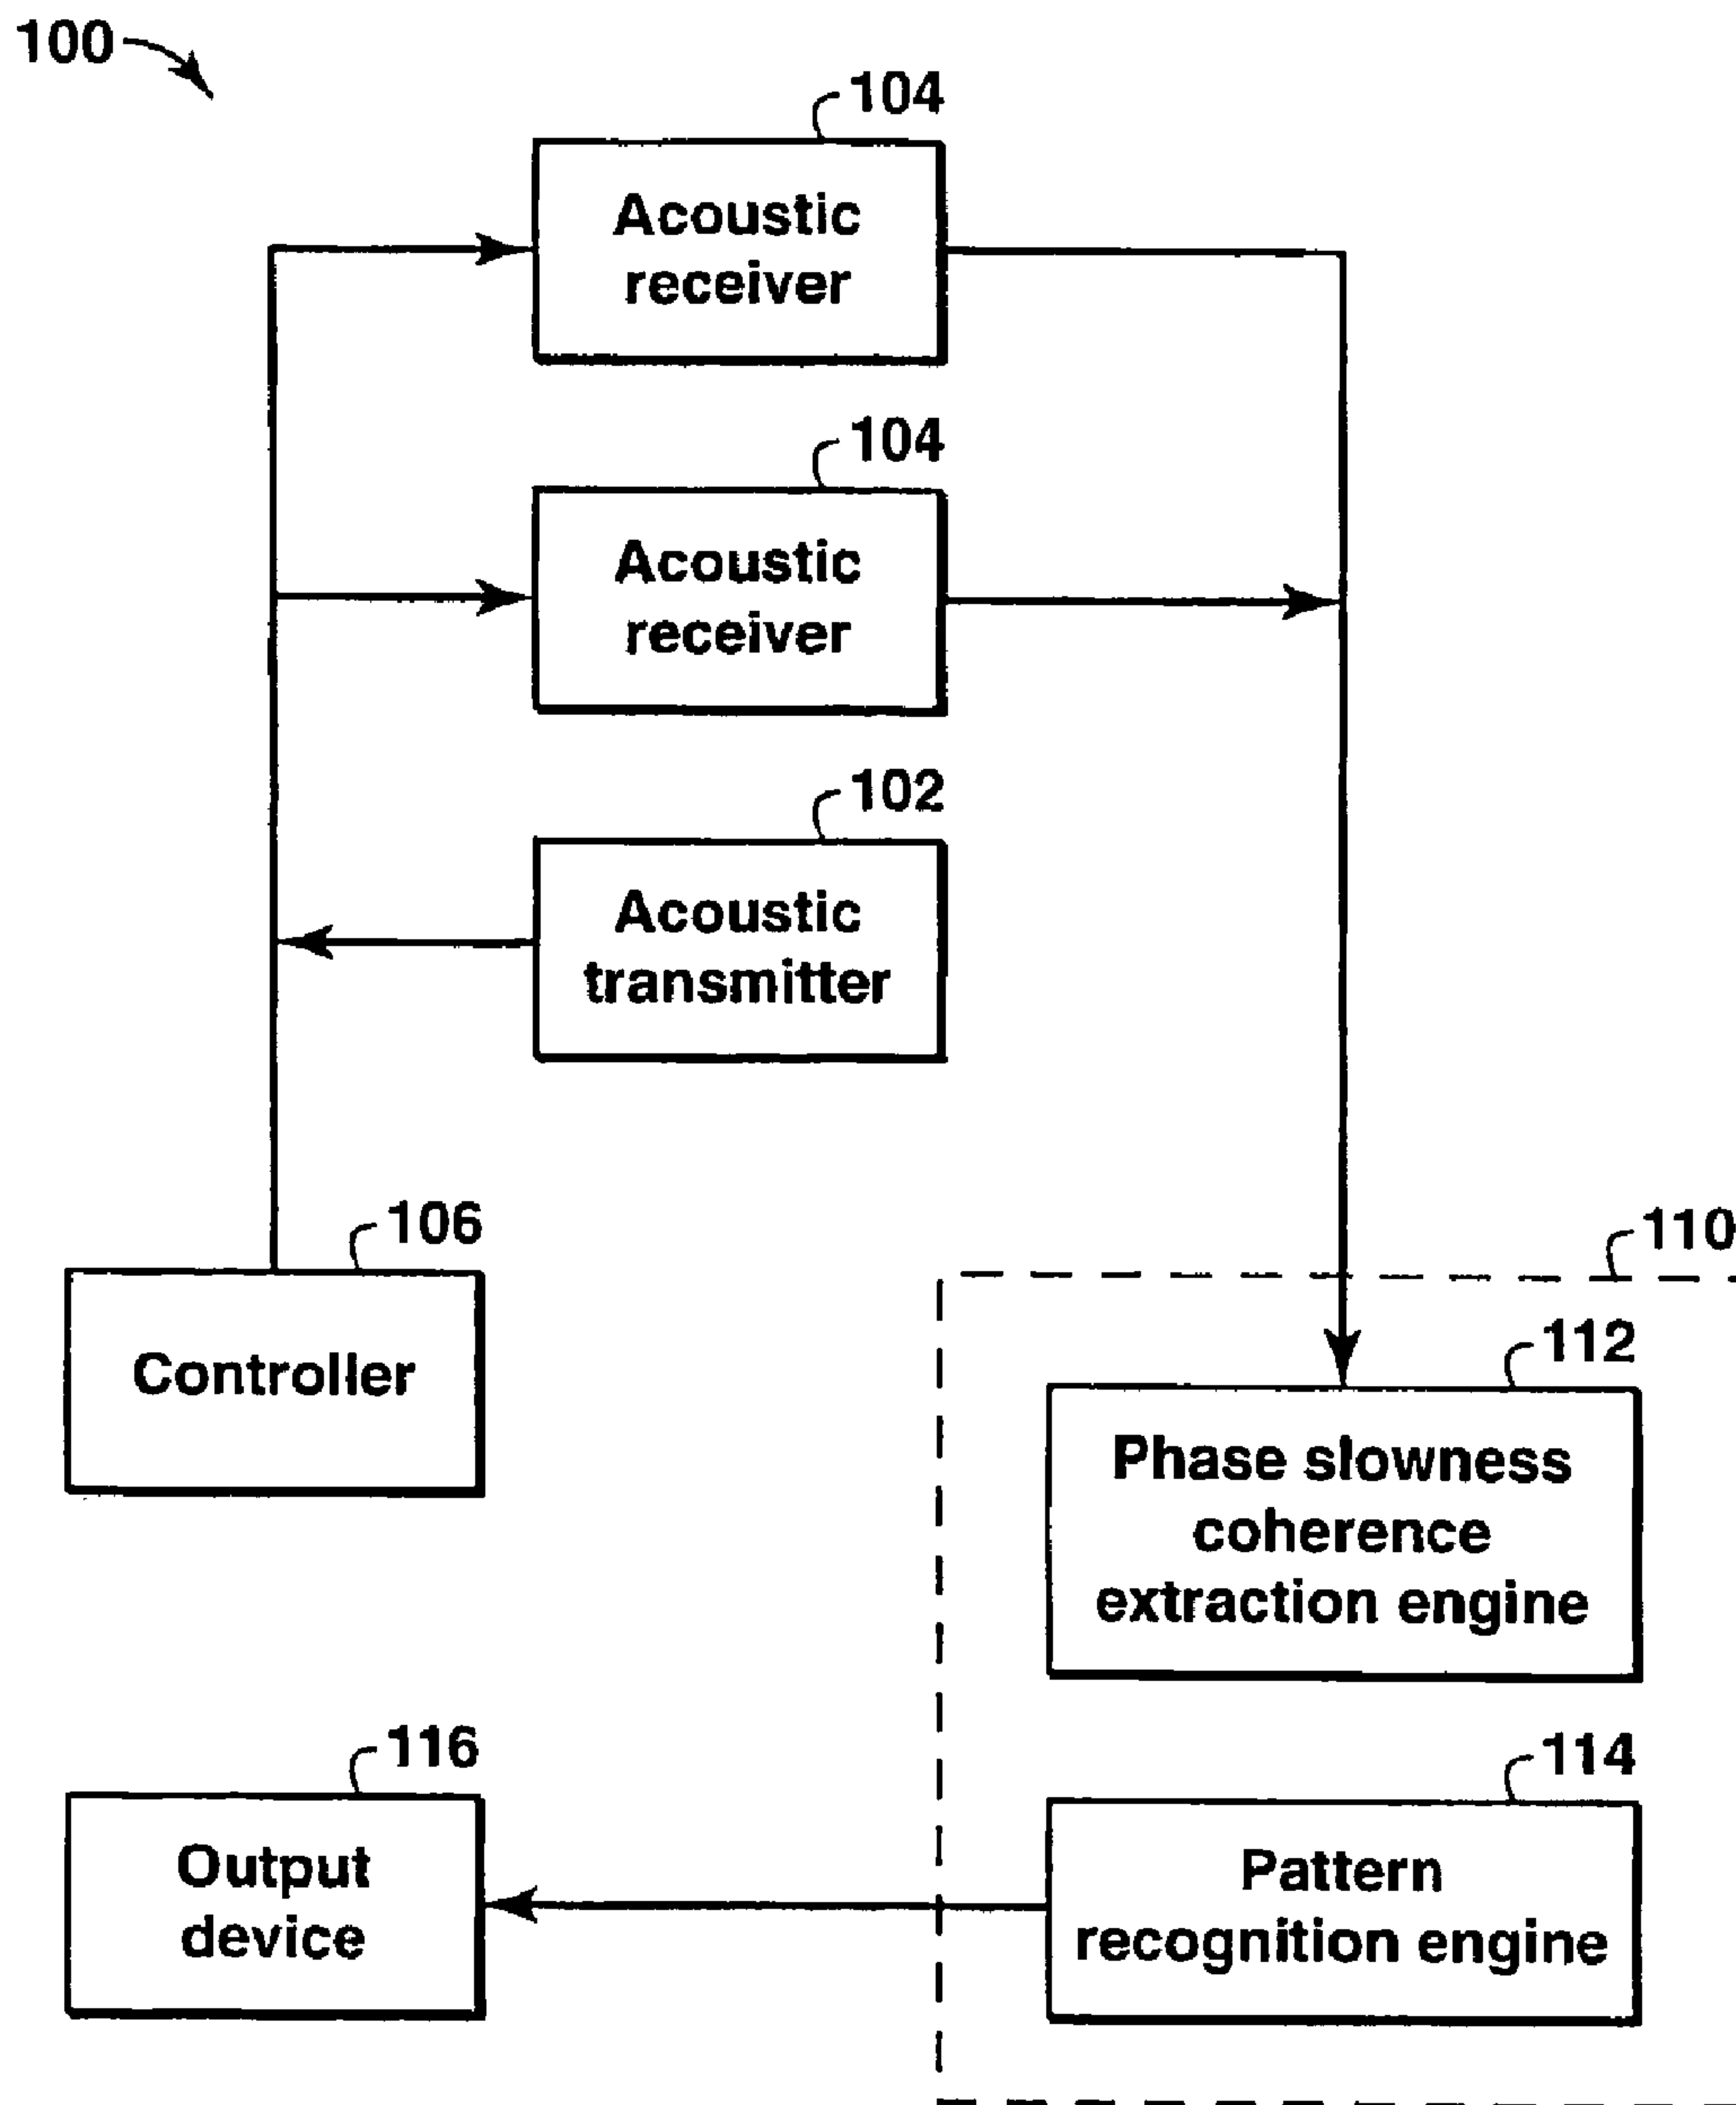 100
104
Acoustic
receiver
104
Acoustic
receiver
102
Acoustic
transmitter
106
Controller
110
112
Phase slowness
coherence
extraction engine
116
Output
device
114
Pattern
recognition engine